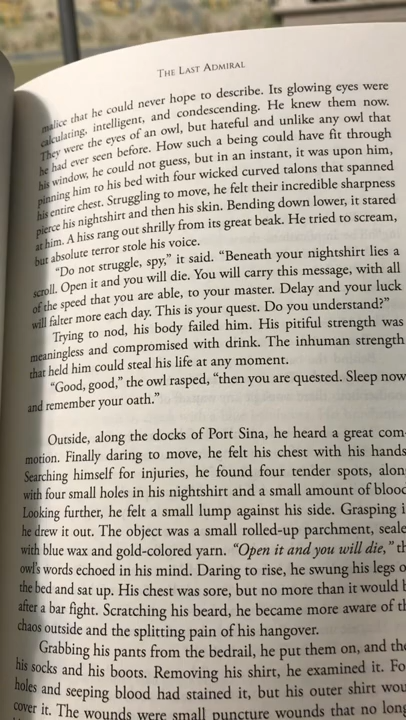 THE LAST ADMIRAL
malice that he could never hope to describe. Its glowing eyes were
calculating, intelligent, and condescending. He knew them now.
They were the eyes of an owl, but hateful and unlike any owl that
he had ever seen before. How such a being could have fit through
his window, he could not guess, but in an instant, it was upon him,
pinning him to his bed with four wicked curved talons that spanned
his entire chest. Struggling to move, he felt their incredible sharpness
pierce his nightshirt and then his skin. Bending down lower, it stared
at him. A hiss rang out shrilly from its great beak. He tried to scream,
but absolute terror stole his voice.
“Do not struggle, spy,” it said. “Beneath your nightshirt lies a
scroll. Open it and you will die. You will carry this message, with all
of the speed that you are able, to your master. Delay and your luck
will falter more each day. This is your quest. Do you understand?”
Trying to nod, his body failed him. His pitiful strength was
meaningless and compromised with drink. The inhuman strength
that held him could steal his life at any moment.
“Good, good,” the owl rasped, “then you are quested. Sleep now
and remember your oath.”
Outside, along the docks of Port Sina, he heard a great com-
motion. Finally daring to move, he felt his chest with his hands
Searching himself for injuries, he found four tender spots, alon
with four small holes in his nightshirt and a small amount of blood
Looking further, he felt a small lump against his side. Grasping i
he drew it out. The object was a small rolled-up parchment, seale
with blue wax and gold-colored yarn. “Open it and you will die,” th
owl’s words echoed in his mind. Daring to rise, he swung his legs o
the bed and sat up. His chest was sore, but no more than it would b
after a bar fight. Scratching his beard, he became more aware of th
chaos outside and the splitting pain of his hangover.
Grabbing his pants from the bedrail, he put them on, and the
his socks and his boots. Removing his shirt, he examined it. Fo
holes and seeping blood had stained it, but his outer shirt wou
cover it. The wounds were small puncture wounds that no long